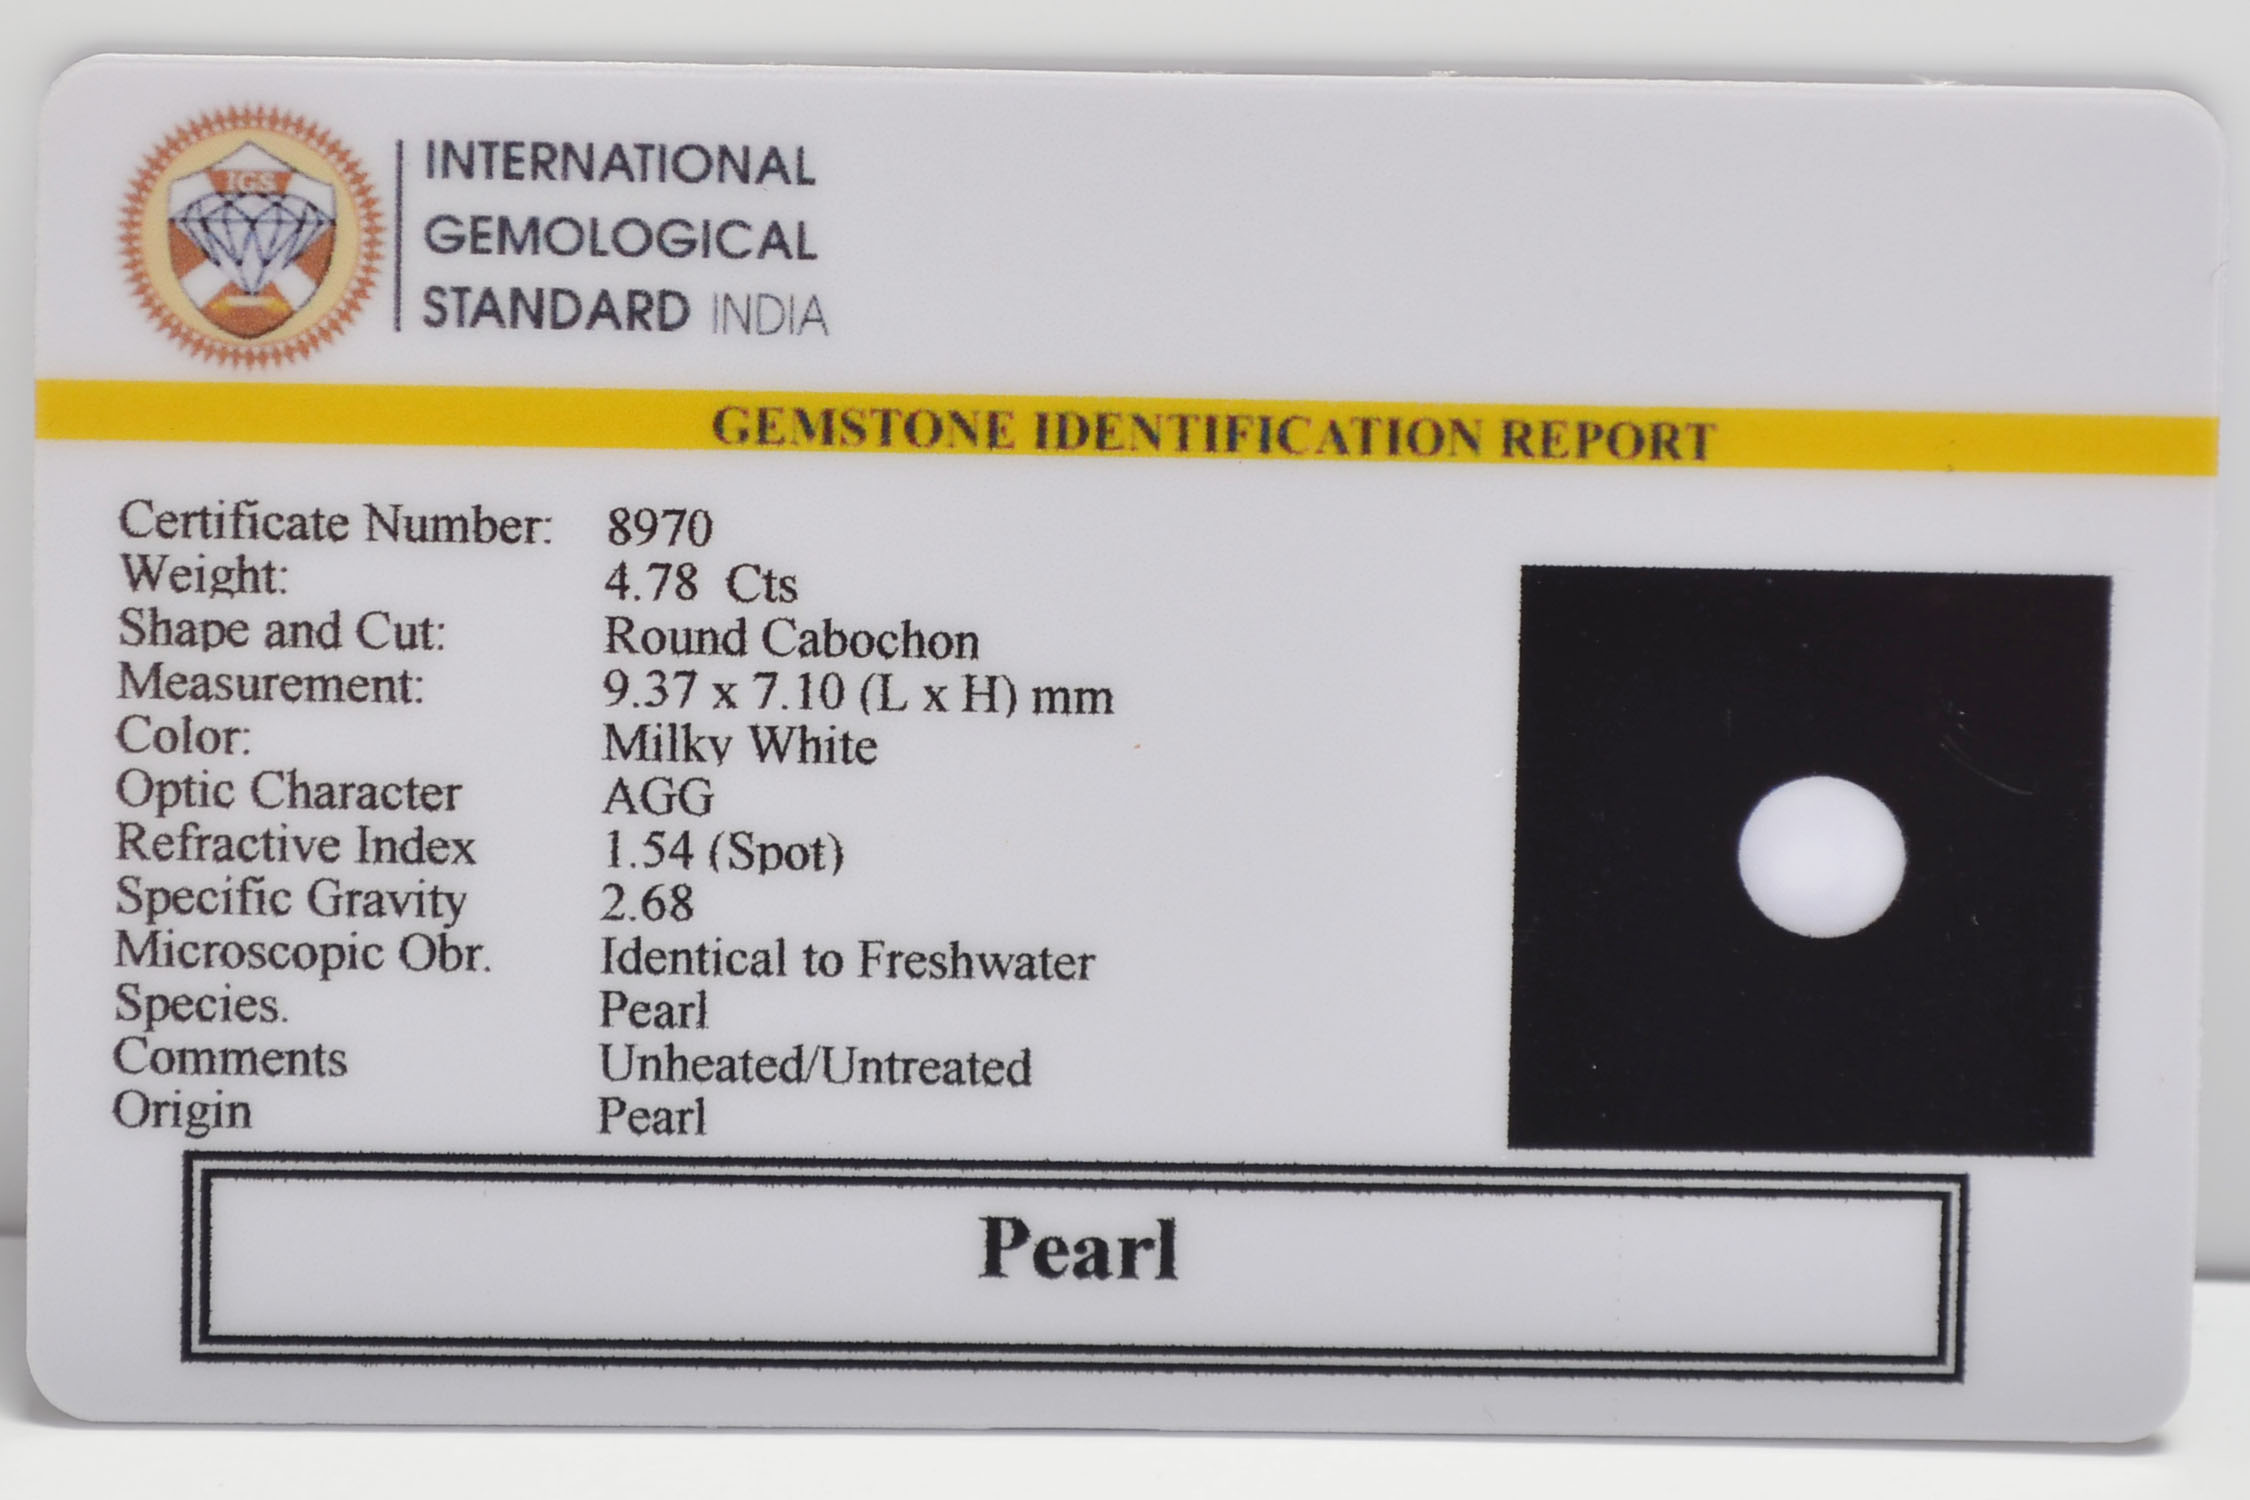 IGS
INTERNATIONAL
GEMOLOGICAL
STANDARD INDIA
GEMSTONE IDENTIFICATION REPORT
Certificate Number: 8970
Weight: 4.78 Cts
Shape and Cut: Round Cabochon
Measurement: 9.37 x 7.10 (L x H) mm
Color: Milky White
Optic Character AGG
Refractive Index 1.54 (Spot)
Specific Gravity 2.68
Microscopic Obr. Identical to Freshwater
Species. Pearl
Comments Unheated/Untreated
Origin Pearl
Pearl